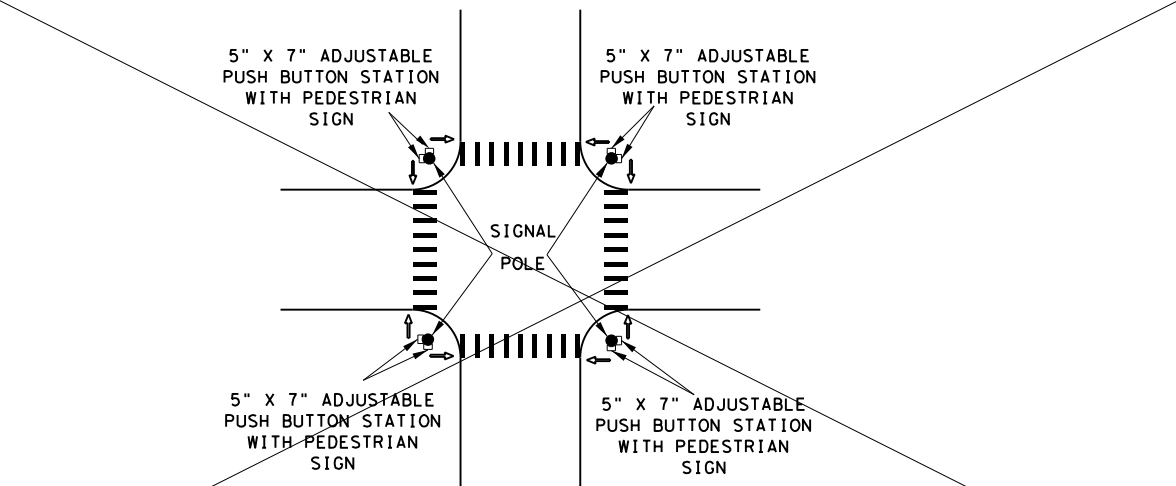 5" X 7" ADJUSTABLE
PUSH BUTTON STATION
WITH PEDESTRIAN
SIGN
5" X 7" ADJUSTABLE
PUSH BUTTON STATION
WITH PEDESTRIAN
SIGN
SIGNAL
POLE
5" X 7" ADJUSTABLE
PUSH BUTTON STATION
WITH PEDESTRIAN
SIGN
5" X 7" ADJUSTABLE
PUSH BUTTON STATION
WITH PEDESTRIAN
SIGN